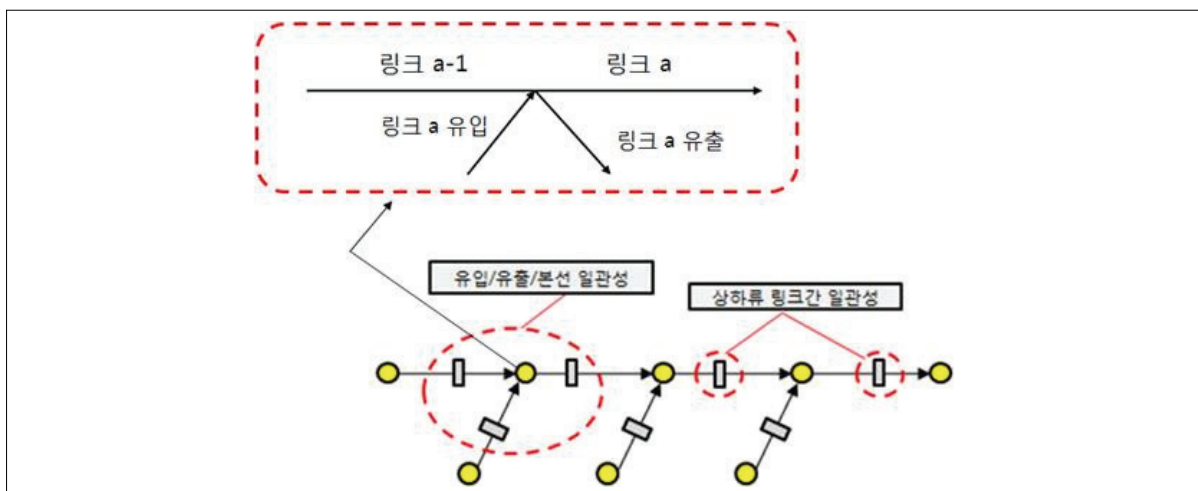 링크 a-1
링크 a
링크 a 유입
링크 a 유출
유입/유출/본선 일관성
상하류 링크간 일관성